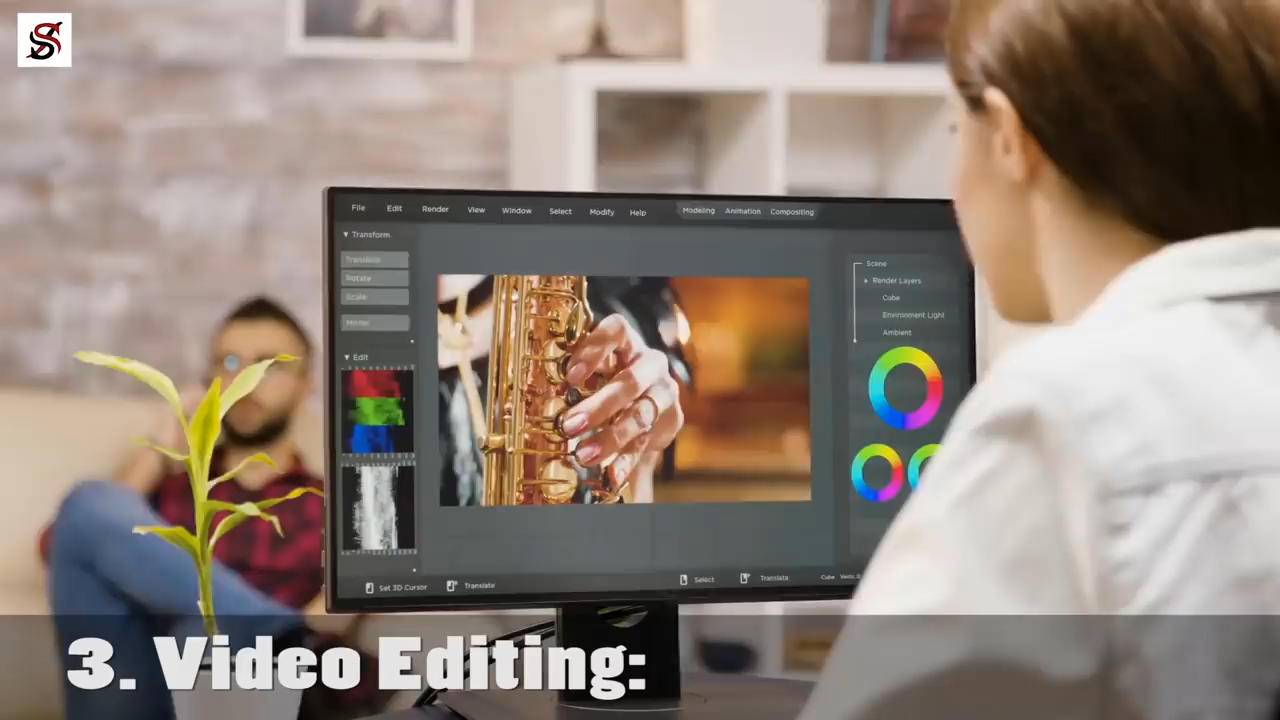 S
File Edit Render View Window Select Modify Help Modeling Animation Compositing
▼ Transform
Translate
Rotate
Scale
Mirror
▼ Edit
Scene
Render Layers
Cube
Environment Light
Ambient
Set 3D Cursor Translate Select Translate Cube
3. Video Editing: